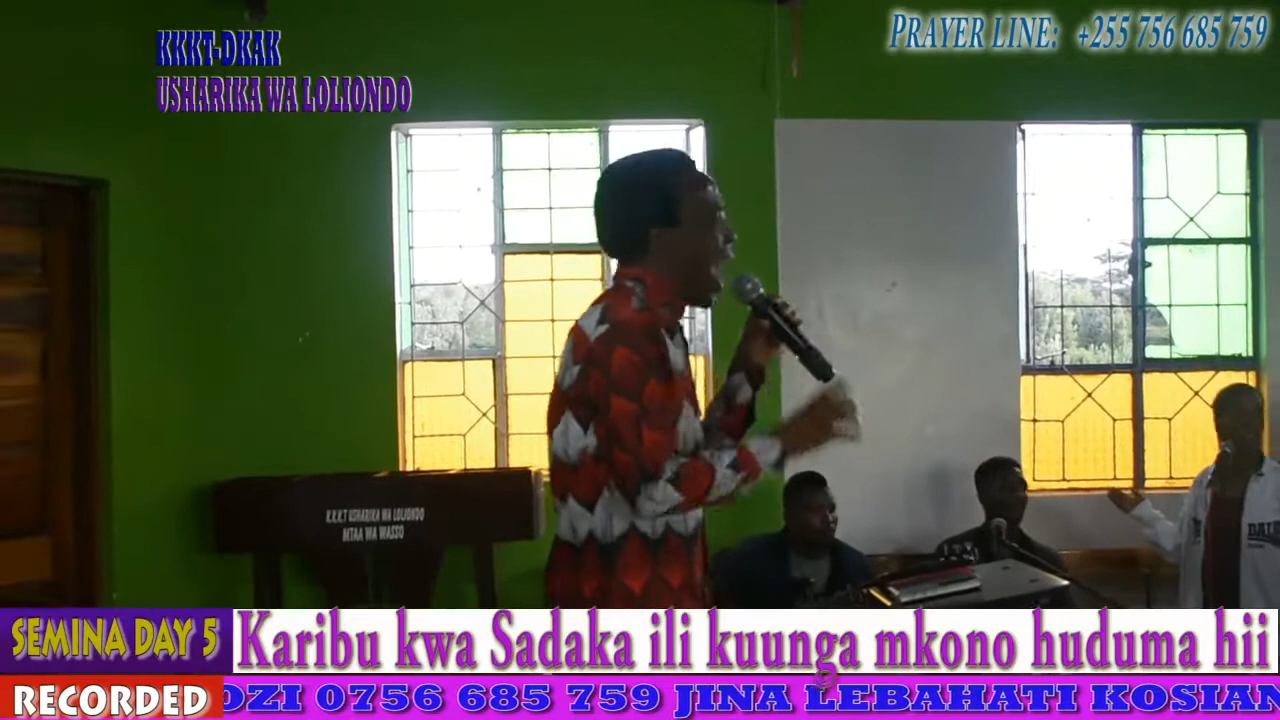 KKKT-DKAK
USHARIKA WA LOLIONDO
PRAYER LINE: +255 756 685 759
K.K.K.T USHARIKA WA LOLIONDO
MTAA WA WASSO
SEMINA DAY 5
Karibu kwa Sadaka ili kuunga mkono huduma hii
RECORDED
OZI 0756 685 759 JINA LEBAHATI KOSIAN